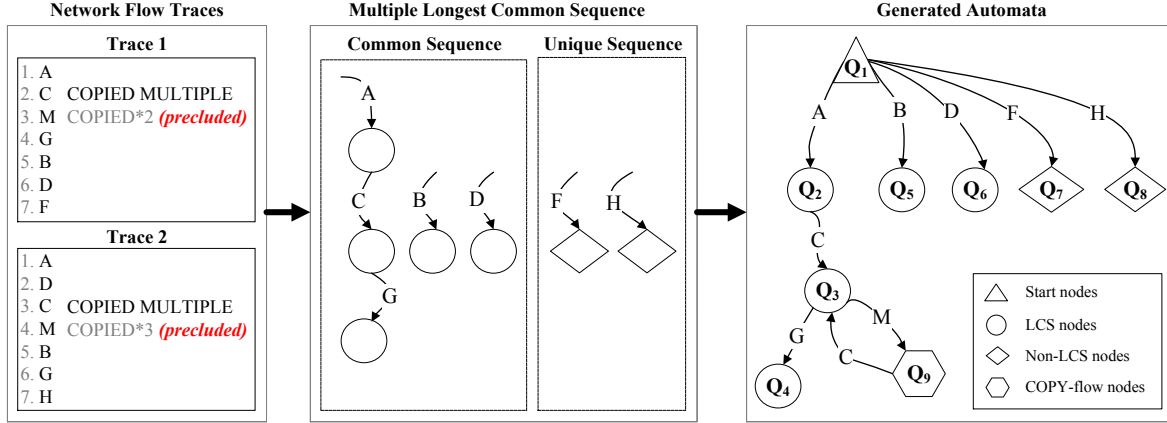 Network Flow Traces
Trace 1
1. A
2. C COPIED MULTIPLE
3. M COPIED*2 (precluded)
4. G
5. B
6. D
7. F
Trace 2
1. A
2. D
3. C COPIED MULTIPLE
4. M COPIED*3 (precluded)
5. B
6. G
7. H
Multiple Longest Common Sequence
Common Sequence
A
C B D
G
Unique Sequence
F H
Generated Automata
Q1
A B D F H
Q2 Q5 Q6 Q7 Q8
C
Q3
G M
C
Q4 Q9
Start nodes
LCS nodes
Non-LCS nodes
COPY-flow nodes